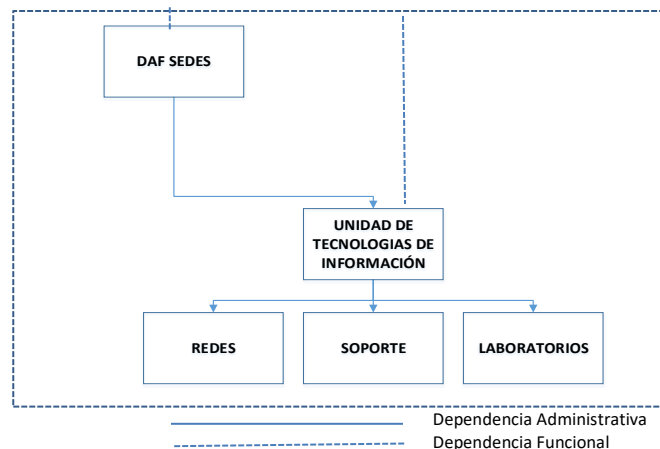 DAF SEDES
UNIDAD DE
TECNOLOGIAS DE
INFORMACIÓN
REDES
SOPORTE
LABORATORIOS
Dependencia Administrativa
Dependencia Funcional